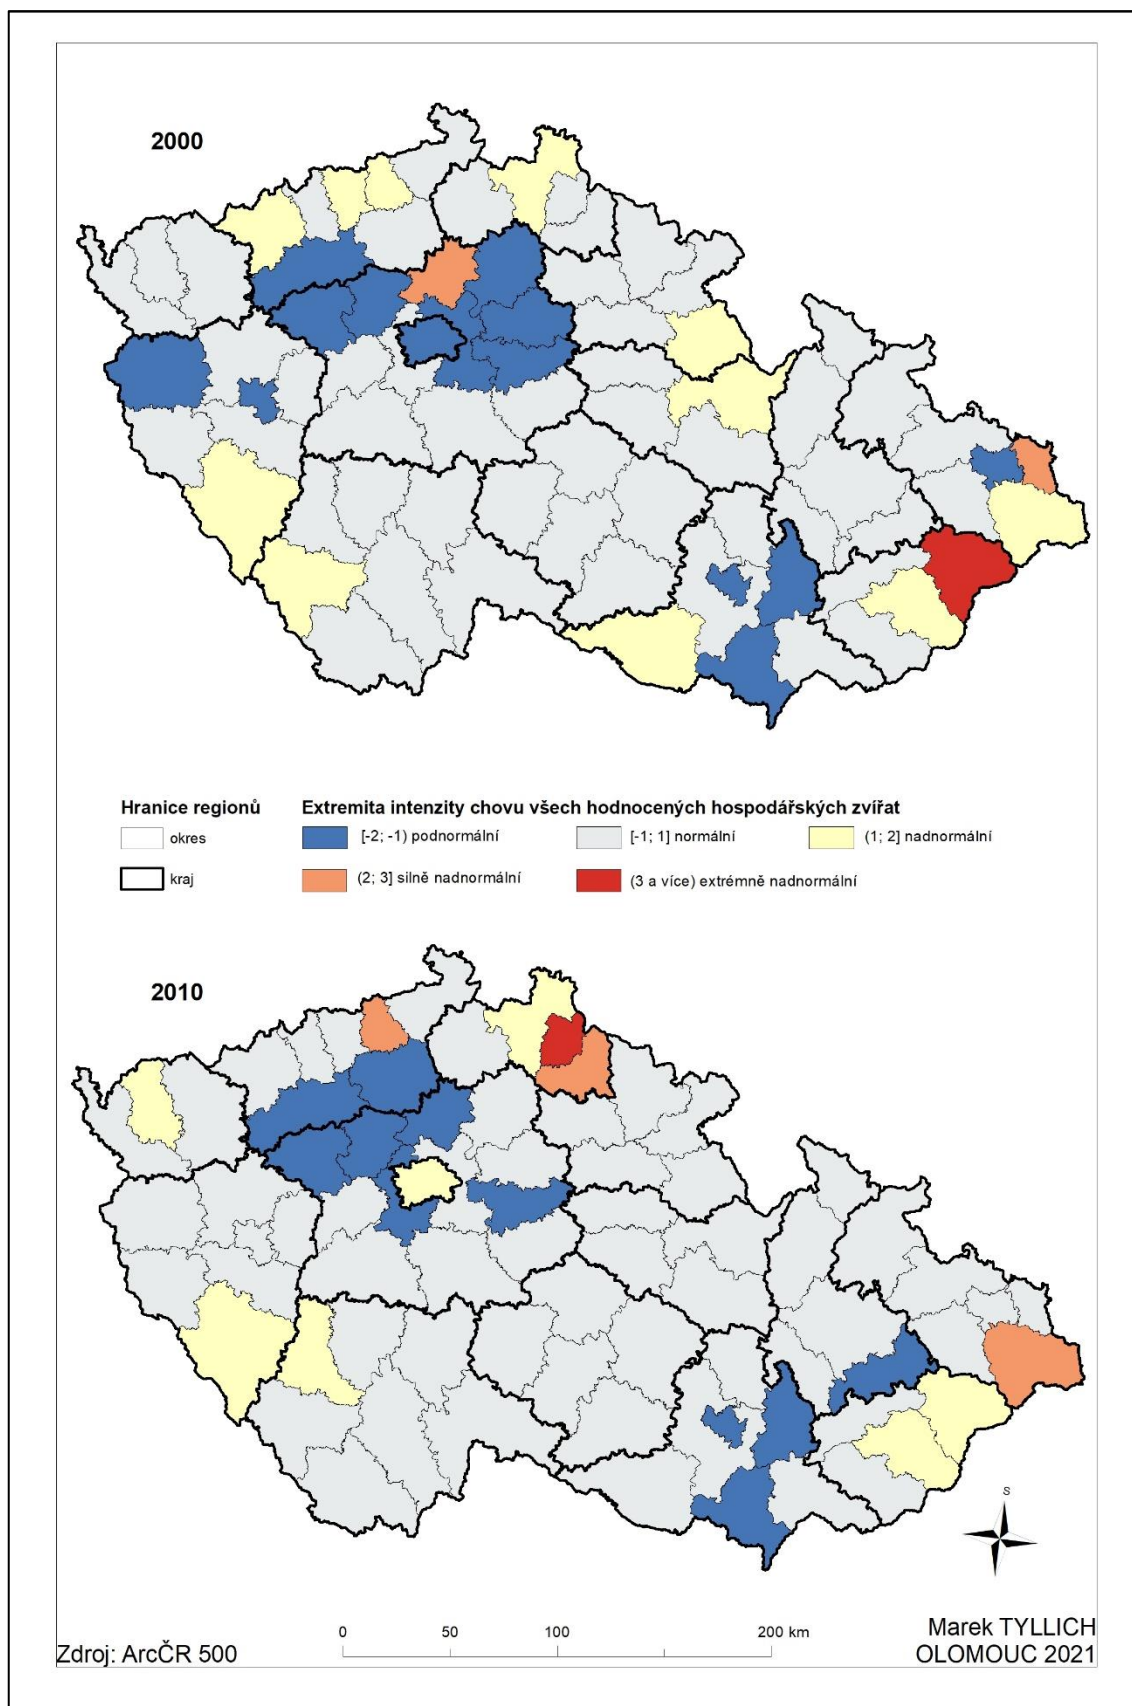 2000
Hranice regionů
Extremita intenzity chovu všech hodnocených hospodářských zvířat
okres
[-2; -1) podnormální
[-1; 1] normální
(1; 2] nadnormální
kraj
(2; 3] silně nadnormální
(3 a více) extrémně nadnormální
2010
S
0 50 100 200 km
Zdroj: ArcČR 500
Marek TYLLICH
OLOMOUC 2021